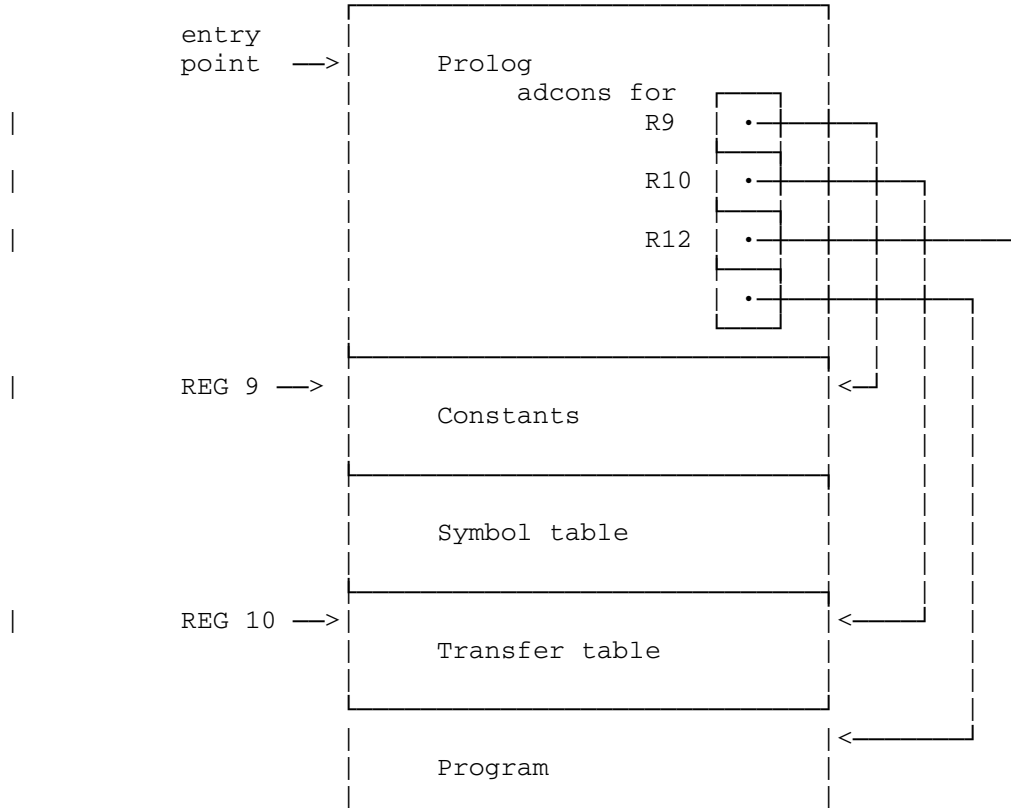 entry
point ——> Prolog
adcons for
R9
R10
R12
REG 9 ——>
Constants
Symbol table
REG 10 ——>
Transfer table
Program